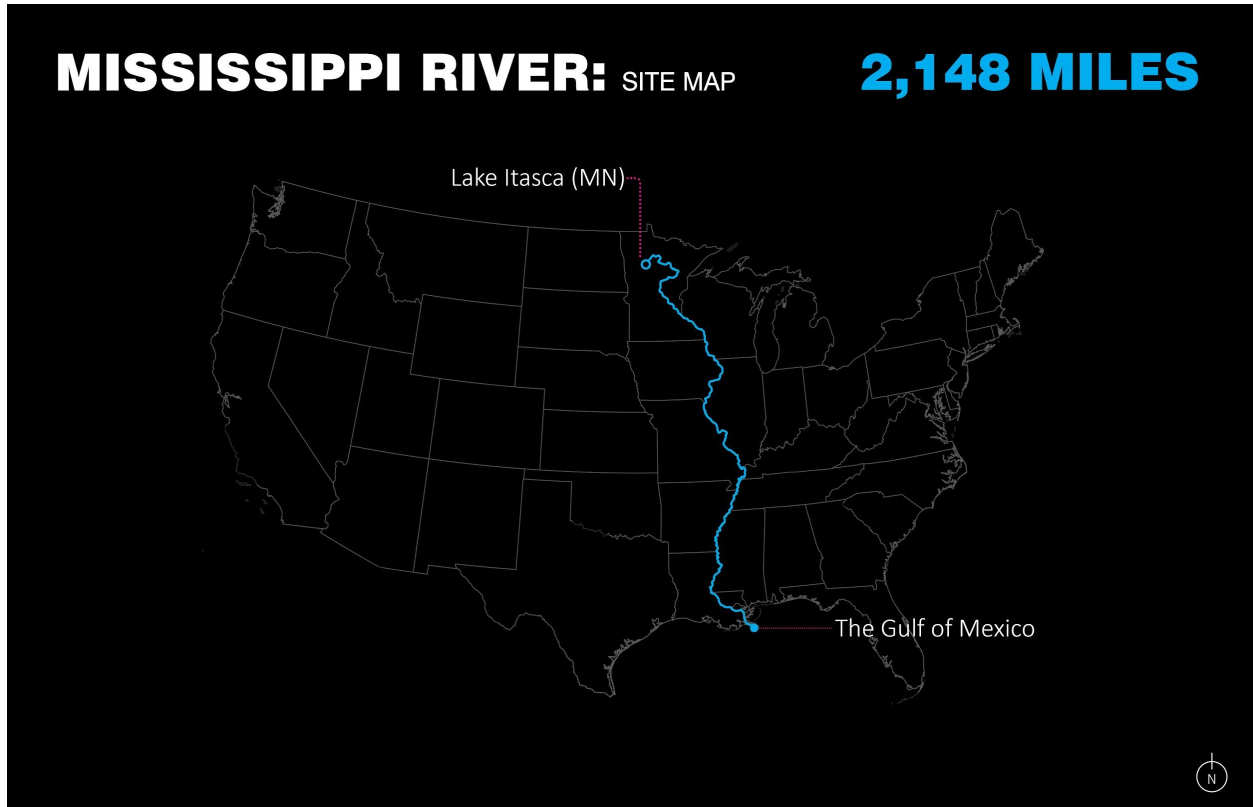 MISSISSIPPI RIVER: SITE MAP
2,148 MILES
Lake Itasca (MN)
The Gulf of Mexico
N